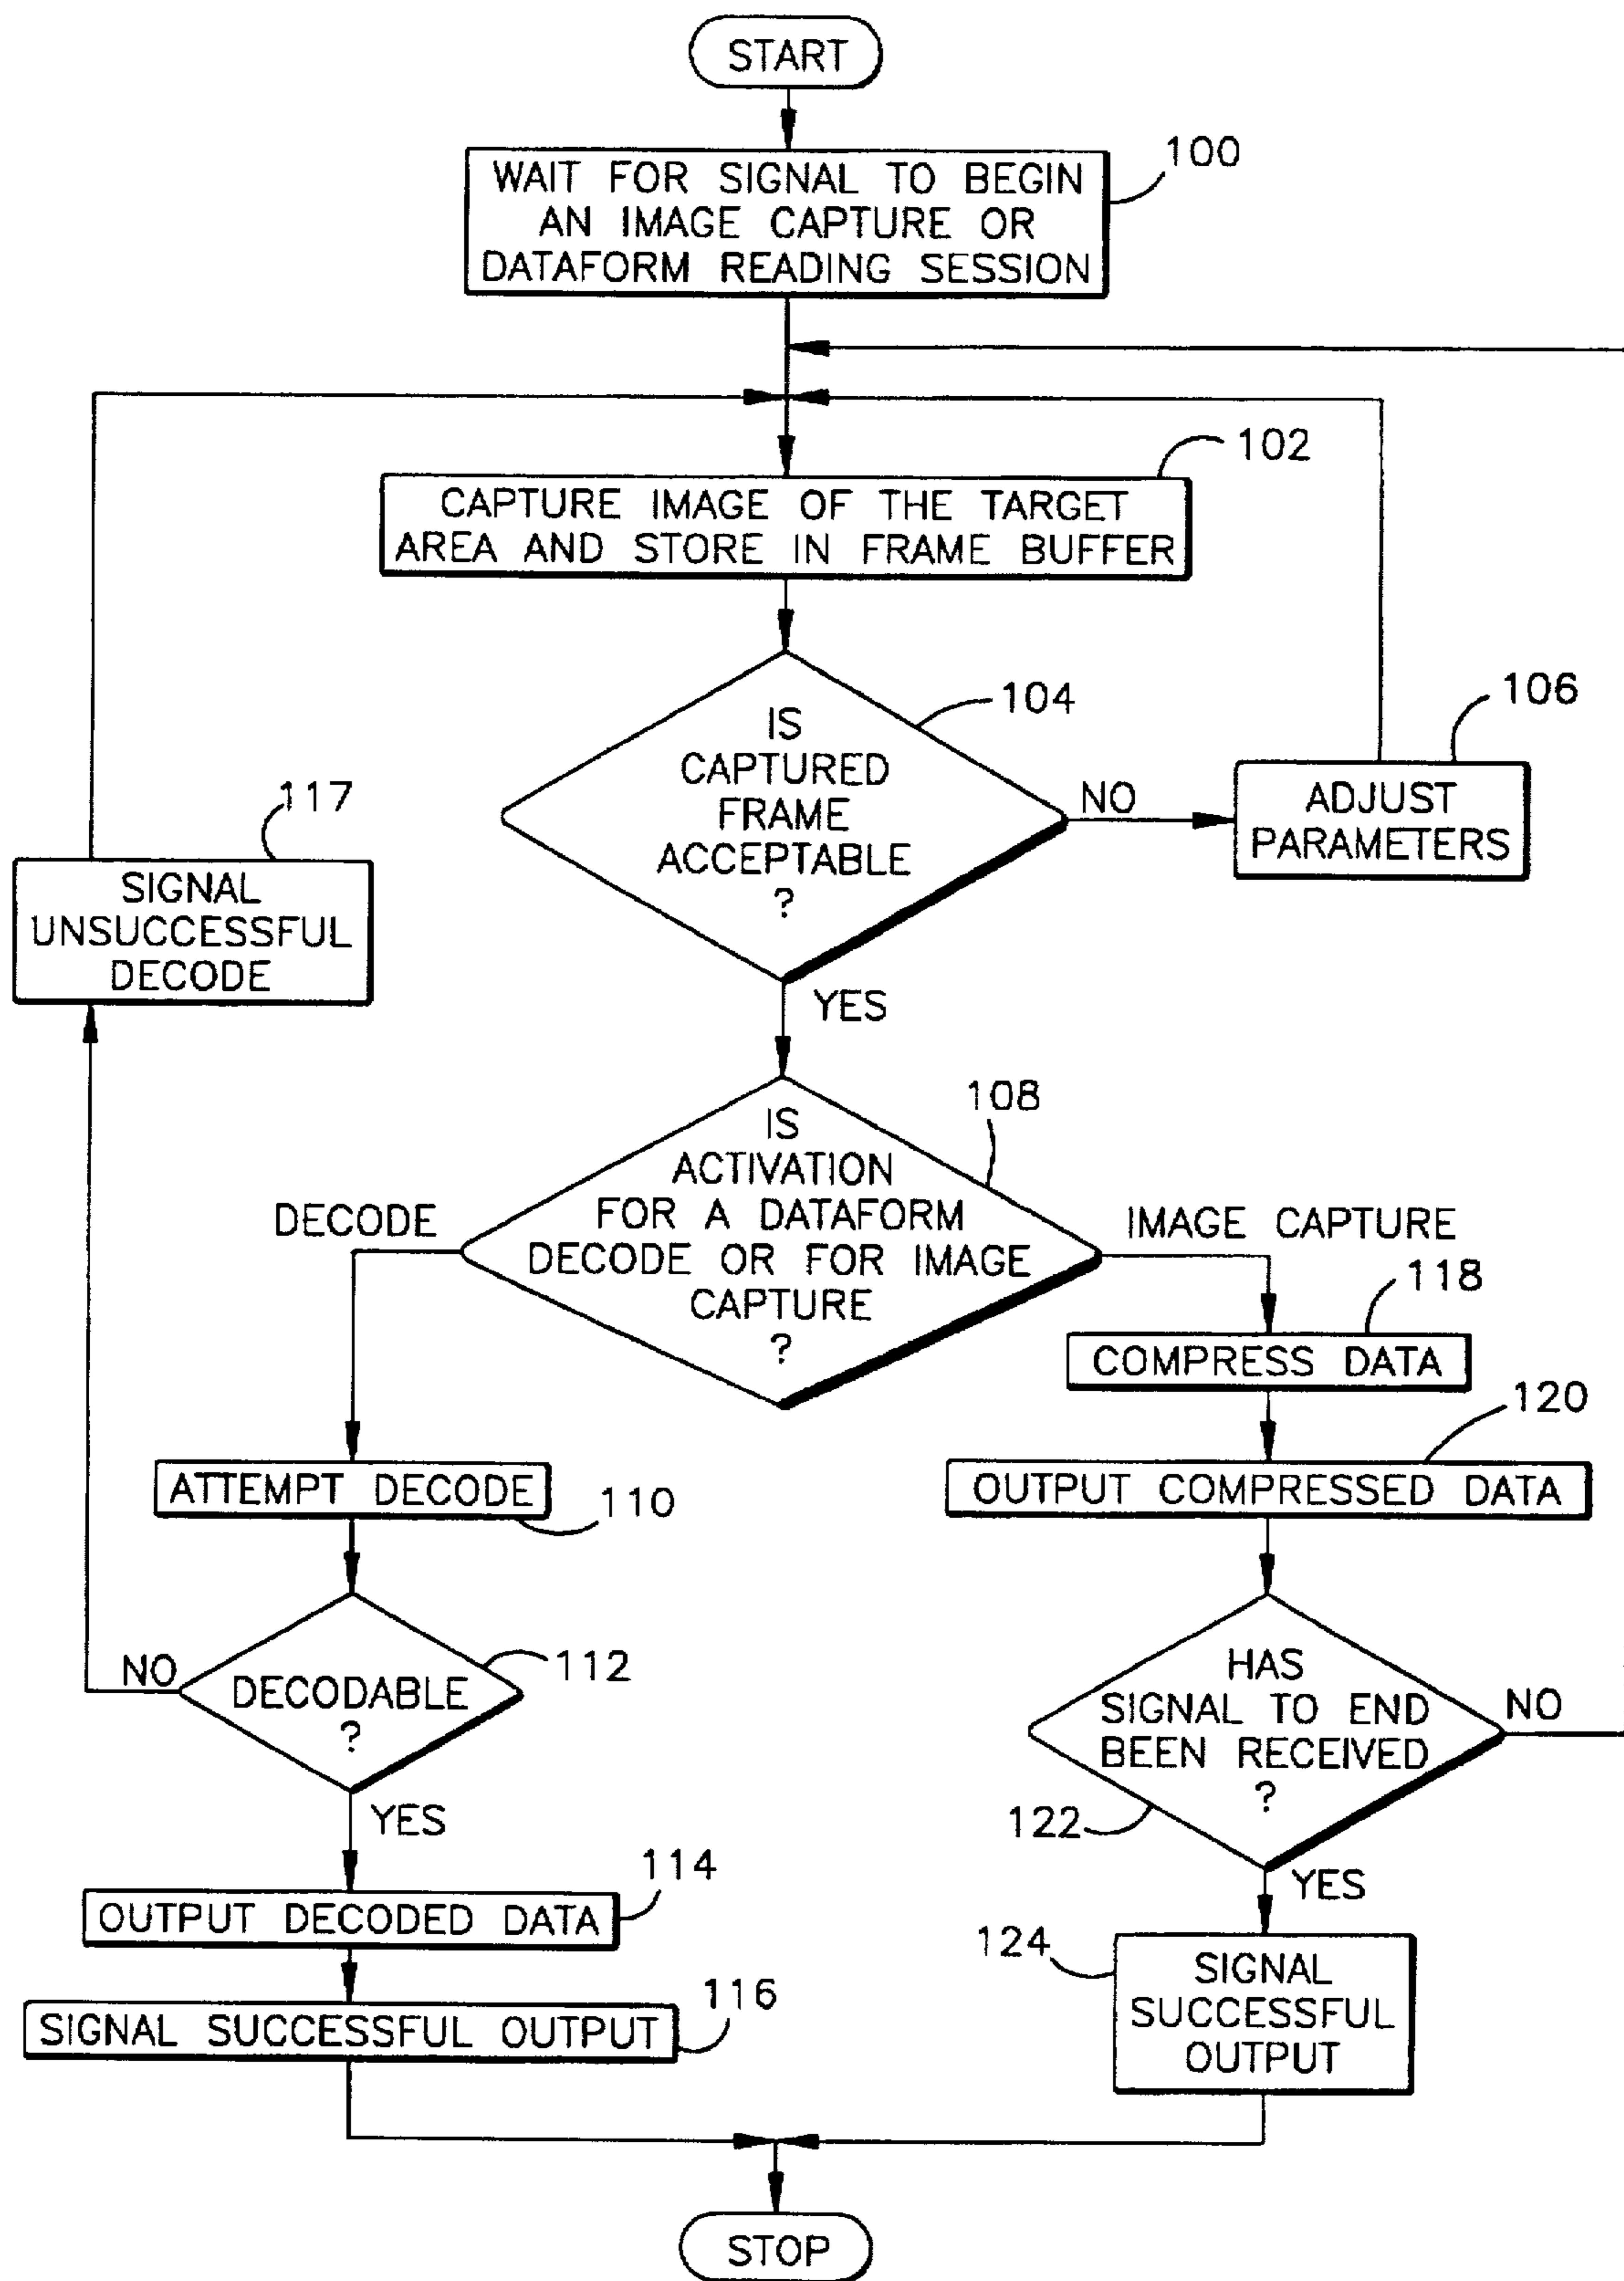 START
100
WAIT FOR SIGNAL TO BEGIN
AN IMAGE CAPTURE OR
DATAFORM READING SESSION
102
CAPTURE IMAGE OF THE TARGET
AREA AND STORE IN FRAME BUFFER
104
IS
CAPTURED
FRAME
ACCEPTABLE
?
NO
106
ADJUST
PARAMETERS
117
SIGNAL
UNSUCCESSFUL
DECODE
YES
108
IS
ACTIVATION
FOR A DATAFORM
DECODE OR FOR IMAGE
CAPTURE
?
DECODE
IMAGE CAPTURE
118
COMPRESS DATA
120
OUTPUT COMPRESSED DATA
ATTEMPT DECODE
110
NO
DECODABLE
?
112
HAS
SIGNAL TO END
BEEN RECEIVED
?
NO
122
YES
YES
114
OUTPUT DECODED DATA
116
SIGNAL SUCCESSFUL OUTPUT
124
SIGNAL
SUCCESSFUL
OUTPUT
STOP